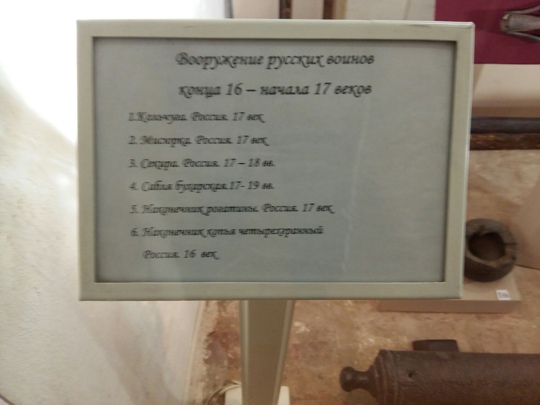 Вооружение русских воинов
конца 16 – начала 17 веков
1.Кольчуга. Россия. 17 век
2. Мисюрка. Россия. 17 век
3. Секира. Россия. 17 – 18 вв.
4. Сабля бухарская.17- 19 вв.
5. Наконечник рогатины. Россия. 17 век
6. Наконечник копья четырехгранный
Россия. 16 век